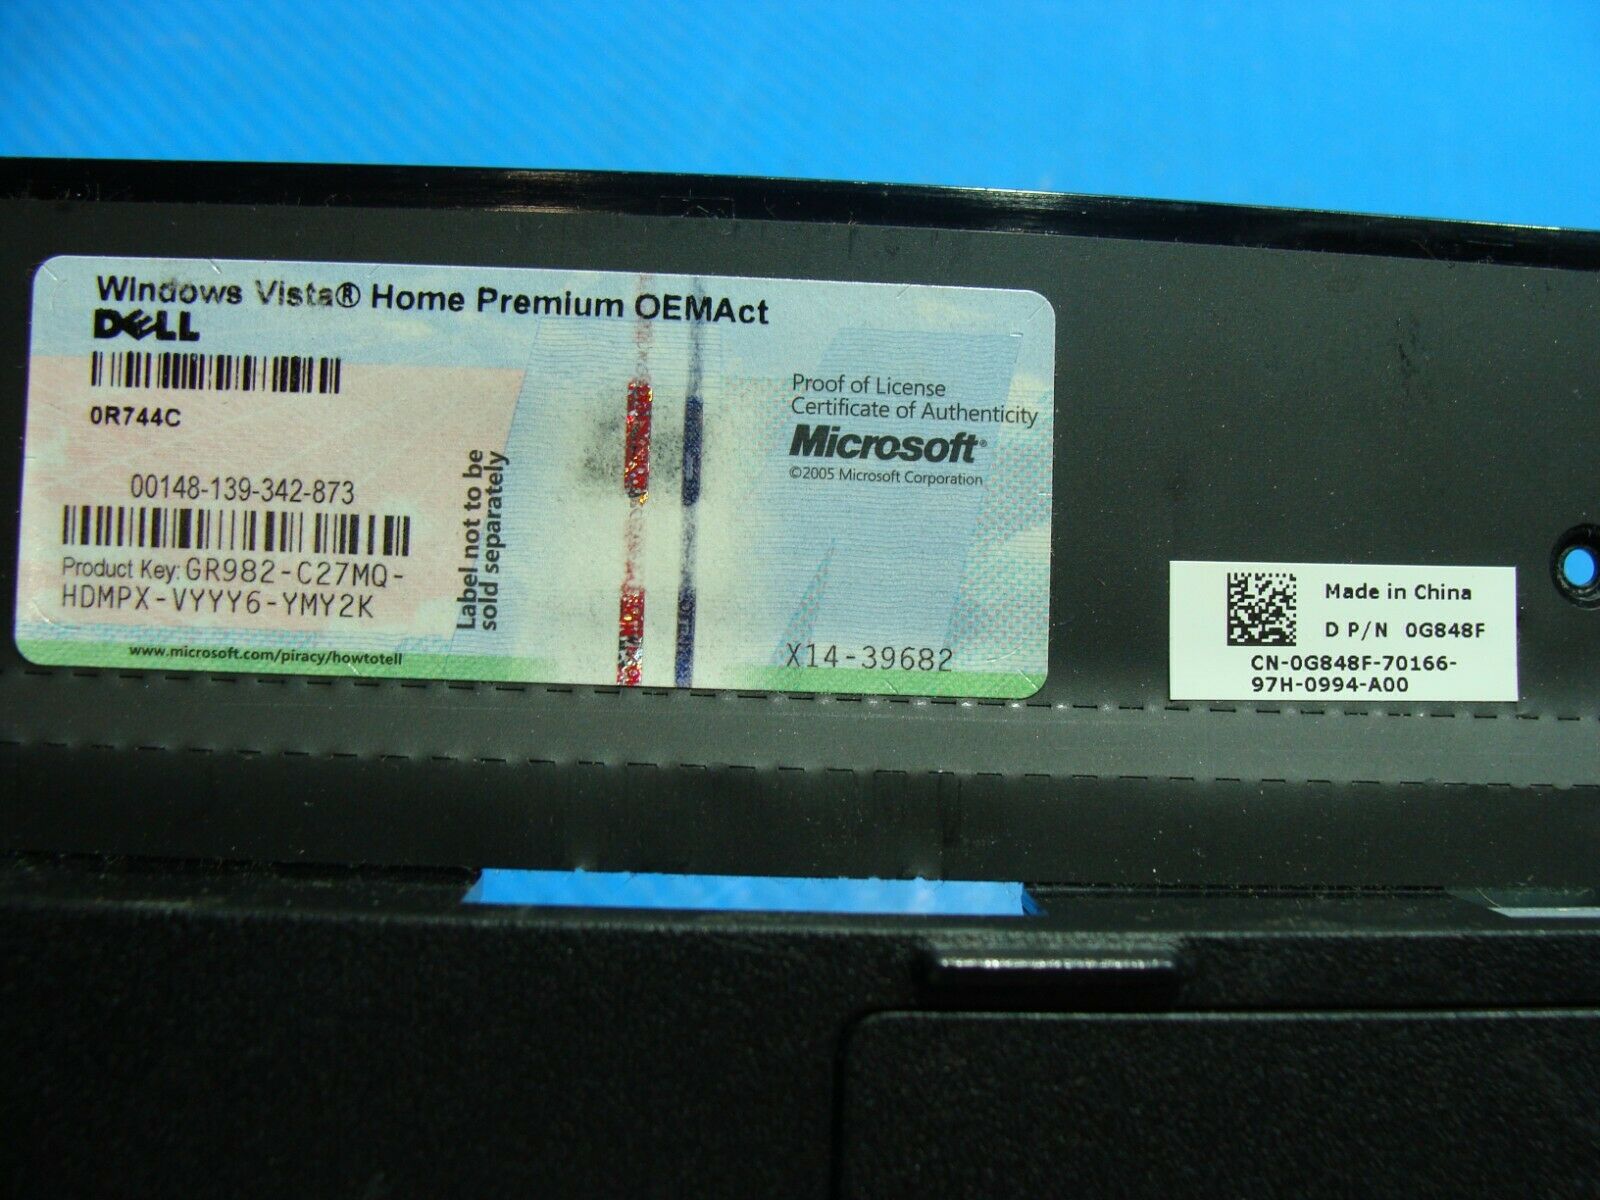 Windows Vista® Home Premium OEMAct
DELL
0R744C
00148-139-342-873
Product Key: GR982-C27MQ-
HDMPX-VYYY6-YMY2K
www.microsoft.com/piracy/howtotell
Label not to be
sold separately
Proof of License
Certificate of Authenticity
Microsoft®
©2005 Microsoft Corporation
X14-39682
Made in China
D P/N 0G848F
CN-0G848F-70166-
97H-0994-A00